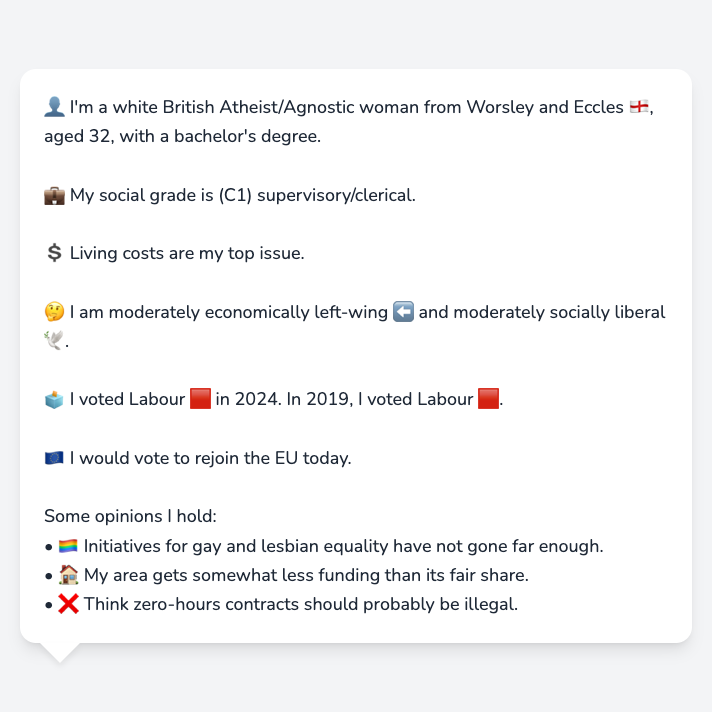 👤 I'm a white British Atheist/Agnostic woman from Worsley and Eccles 🏴󠁧󠁢󠁥󠁮󠁧󠁿,
aged 32, with a bachelor's degree.
💼 My social grade is (C1) supervisory/clerical.
💲 Living costs are my top issue.
🤔 I am moderately economically left-wing ⬅️ and moderately socially liberal
🕊️.
🗳️ I voted Labour 🟥 in 2024. In 2019, I voted Labour 🟥.
🇪🇺 I would vote to rejoin the EU today.
Some opinions I hold:
• 🏳️‍🌈 Initiatives for gay and lesbian equality have not gone far enough.
• 🏠 My area gets somewhat less funding than its fair share.
• ❌ Think zero-hours contracts should probably be illegal.